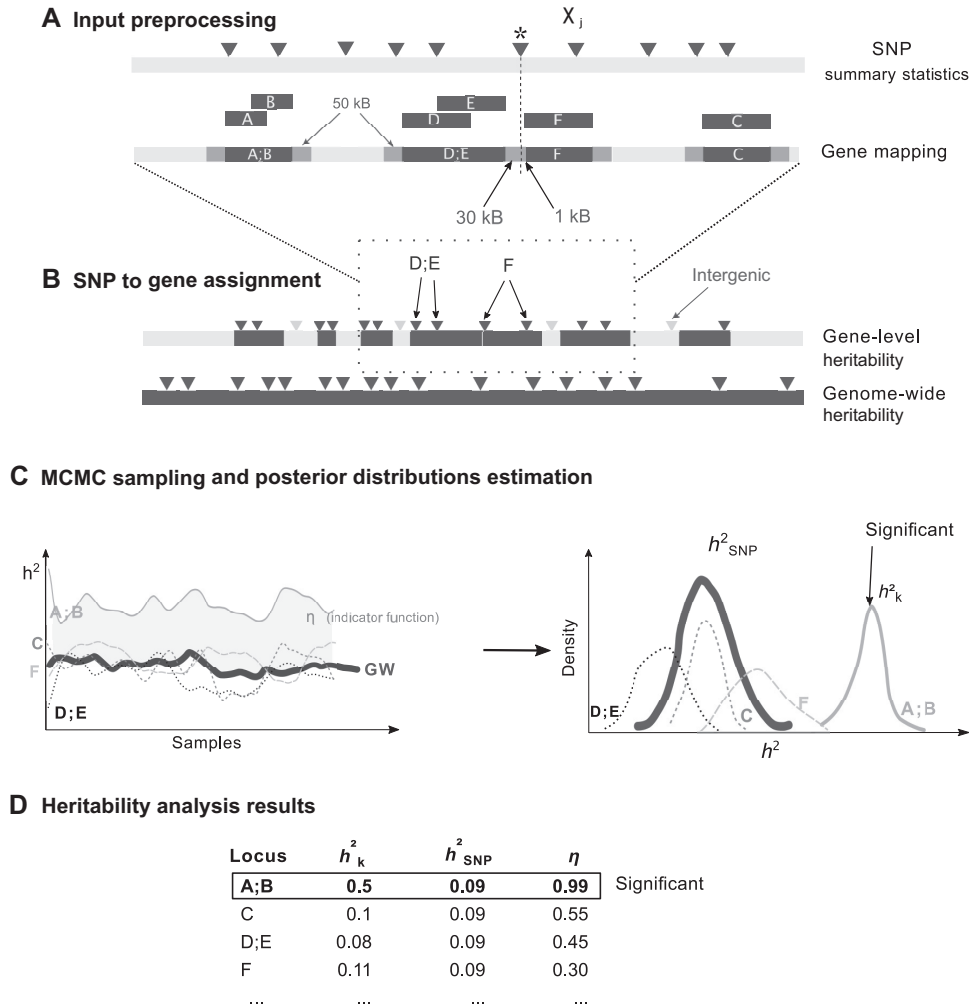 A Input preprocessing
*
χ j
SNP
summary statistics
B
E
50 kB
A
D
F
C
A;B
D;E
F
C
Gene mapping
30 kB
1 kB
B SNP to gene assignment
D;E
F
Intergenic
Gene-level
heritability
Genome-wide
heritability
C MCMC sampling and posterior distributions estimation
h²
A;B
η (indicator function)
C
F
GW
D;E
Samples
Significant
h²SNP
h²k
Density
D;E
C
F
A;B
h²
D Heritability analysis results
Locus h²k h²SNP η
A;B 0.5 0.09 0.99 Significant
C 0.1 0.09 0.55
D;E 0.08 0.09 0.45
F 0.11 0.09 0.30
... ... ... ...